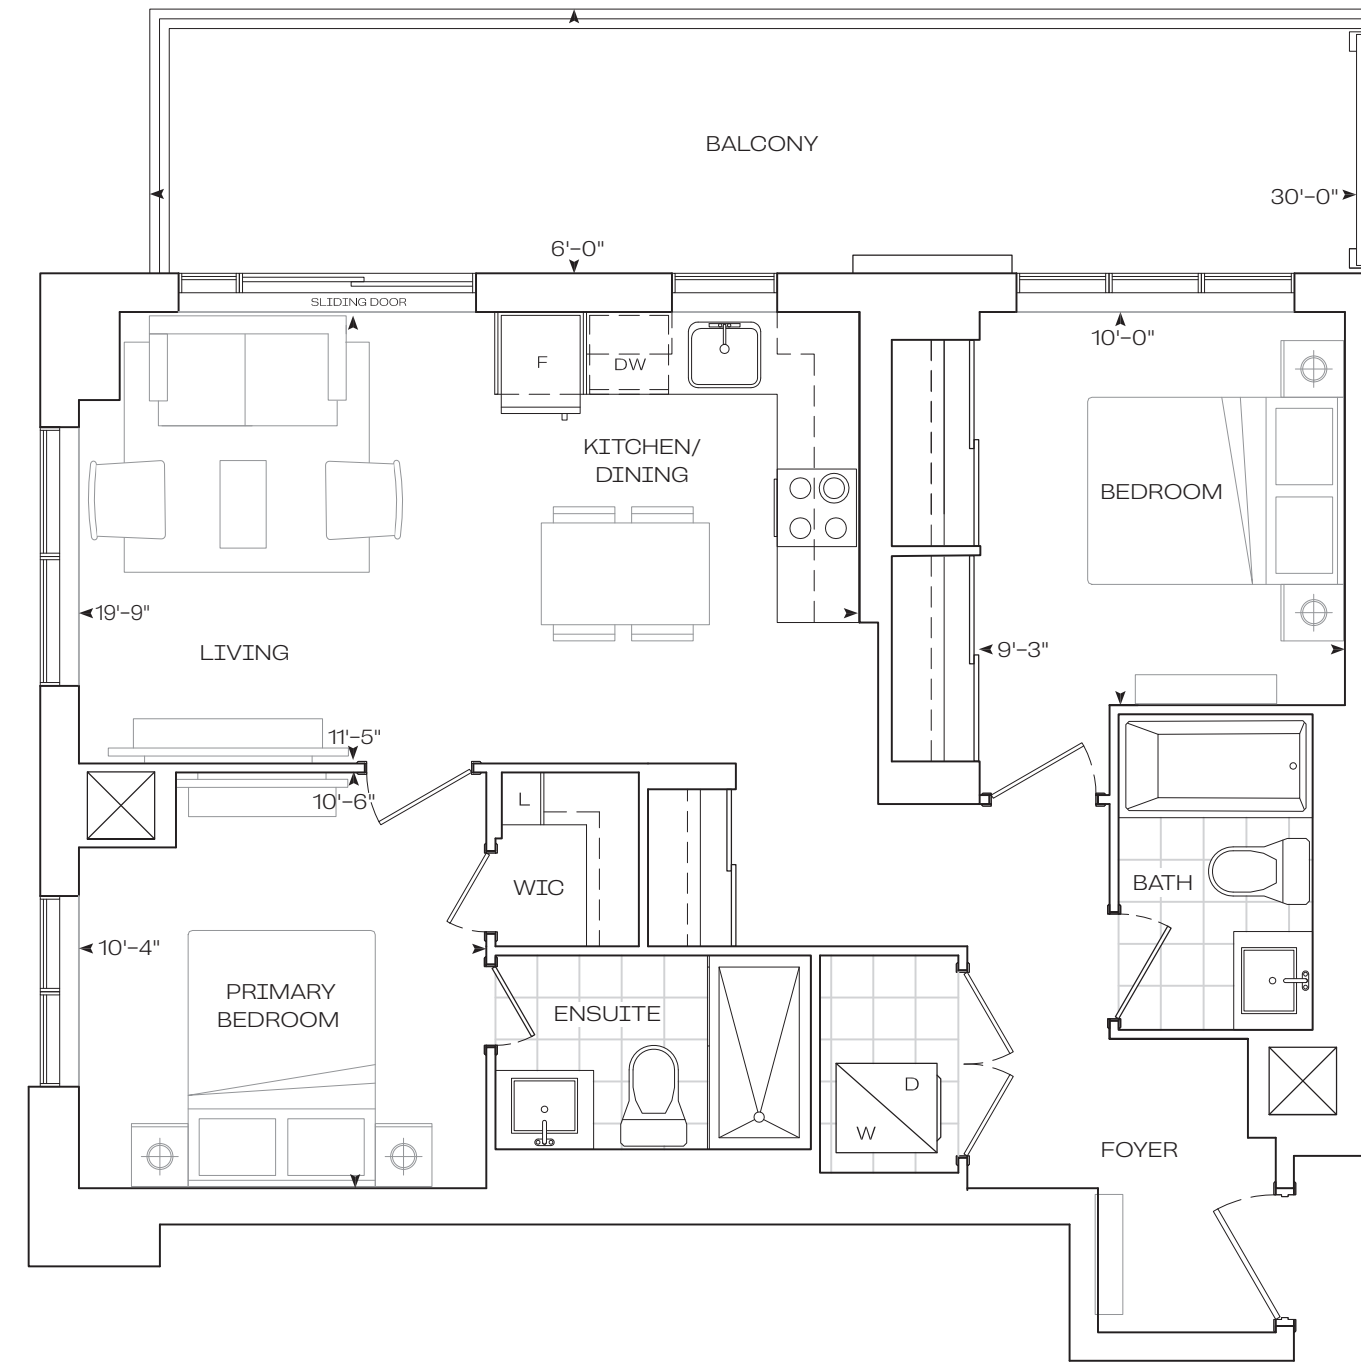 BALCONY
30'-0"
6'-0"
SLIDING DOOR
10'-0"
F
DW
KITCHEN/
DINING
BEDROOM
19'-9"
LIVING
9'-3"
11'-5"
10'-6"
L
WIC
BATH
10'-4"
PRIMARY
BEDROOM
ENSUITE
D
W
FOYER